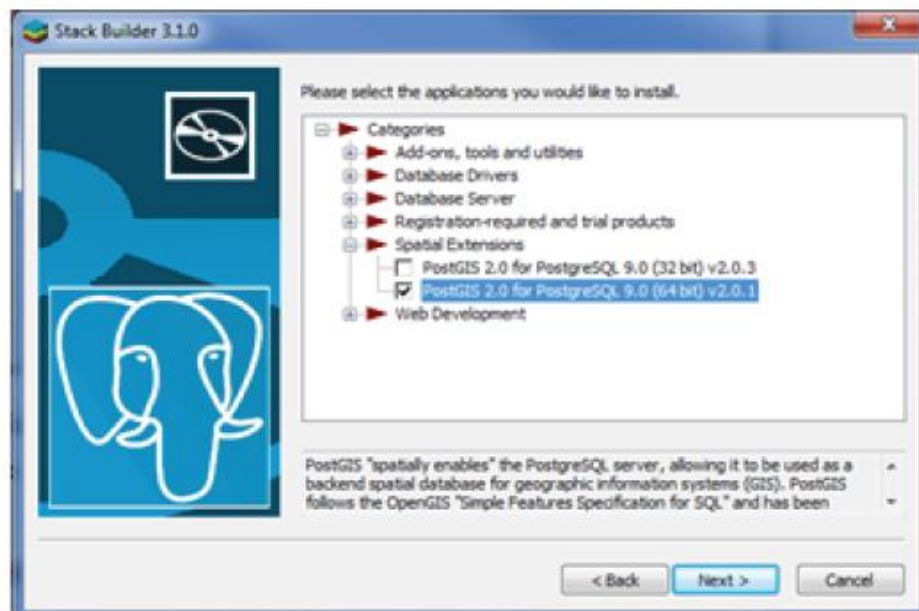 Stack Builder 3.1.0
Please select the applications you would like to install.
Categories
Add-ons, tools and utilities
Database Drivers
Database Server
Registration-required and trial products
Spatial Extensions
PostGIS 2.0 for PostgreSQL 9.0 (32 bit) v2.0.3
PostGIS 2.0 for PostgreSQL 9.0 (64 bit) v2.0.1
Web Development
PostGIS "spatially enables" the PostgreSQL server, allowing it to be used as a
backend spatial database for geographic information systems (GIS). PostGIS
follows the OpenGIS "Simple Features Specification for SQL" and has been
< Back
Next >
Cancel